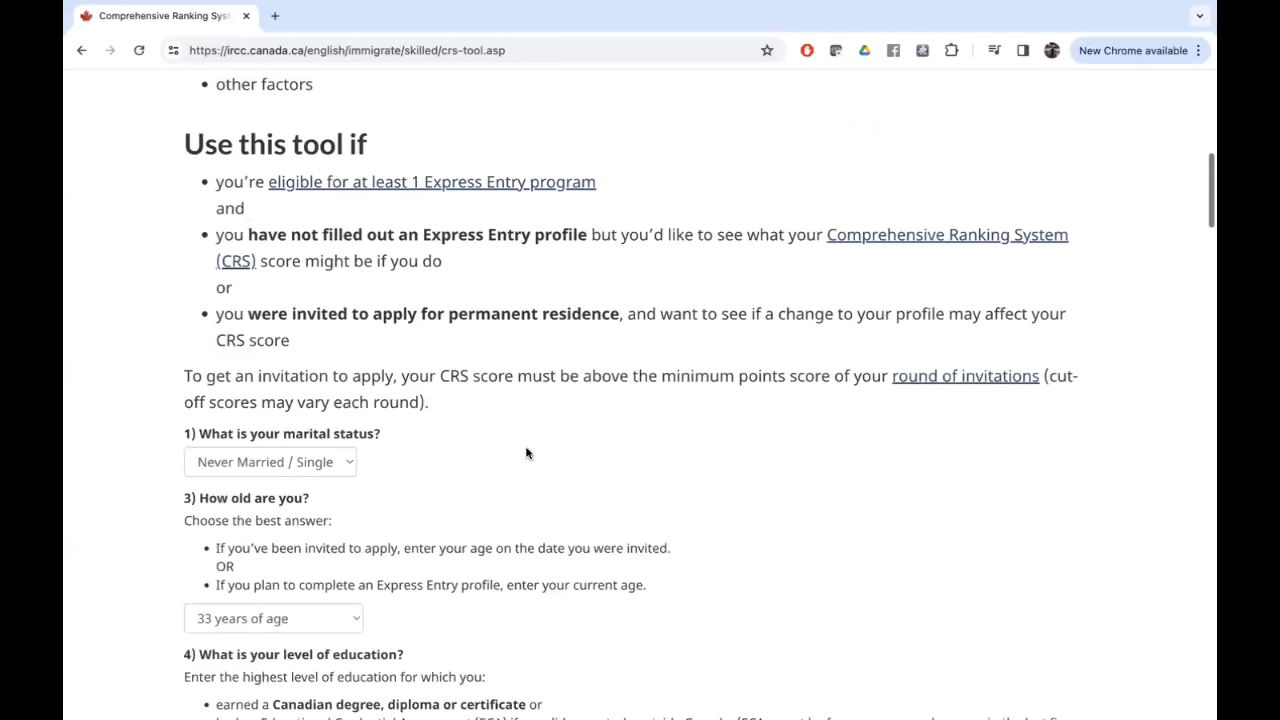 Comprehensive Ranking Syst
https://ircc.canada.ca/english/immigrate/skilled/crs-tool.asp
New Chrome available
other factors
Use this tool if
you're eligible for at least 1 Express Entry program
and
you have not filled out an Express Entry profile but you'd like to see what your Comprehensive Ranking System
(CRS) score might be if you do
or
you were invited to apply for permanent residence, and want to see if a change to your profile may affect your
CRS score
To get an invitation to apply, your CRS score must be above the minimum points score of your round of invitations (cut-
off scores may vary each round).
1) What is your marital status?
Never Married / Single
3) How old are you?
Choose the best answer:
If you've been invited to apply, enter your age on the date you were invited.
OR
If you plan to complete an Express Entry profile, enter your current age.
33 years of age
4) What is your level of education?
Enter the highest level of education for which you:
earned a Canadian degree, diploma or certificate or